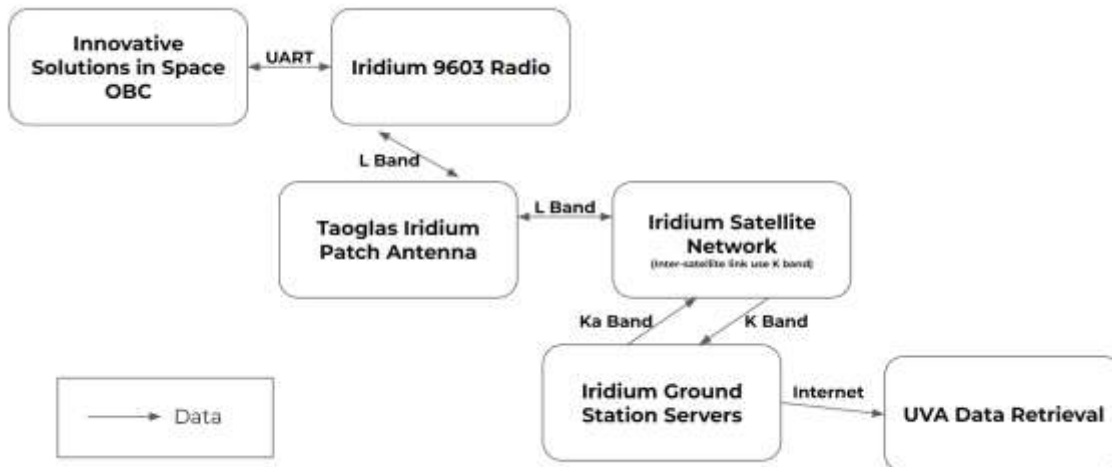 Innovative
Solutions in Space
OBC
UART
Iridium 9603 Radio
L Band
Taoglas Iridium
Patch Antenna
L Band
Iridium Satellite
Network
(Inter-satellite link use K band)
Ka Band
K Band
Iridium Ground
Station Servers
Internet
UVA Data Retrieval
Data